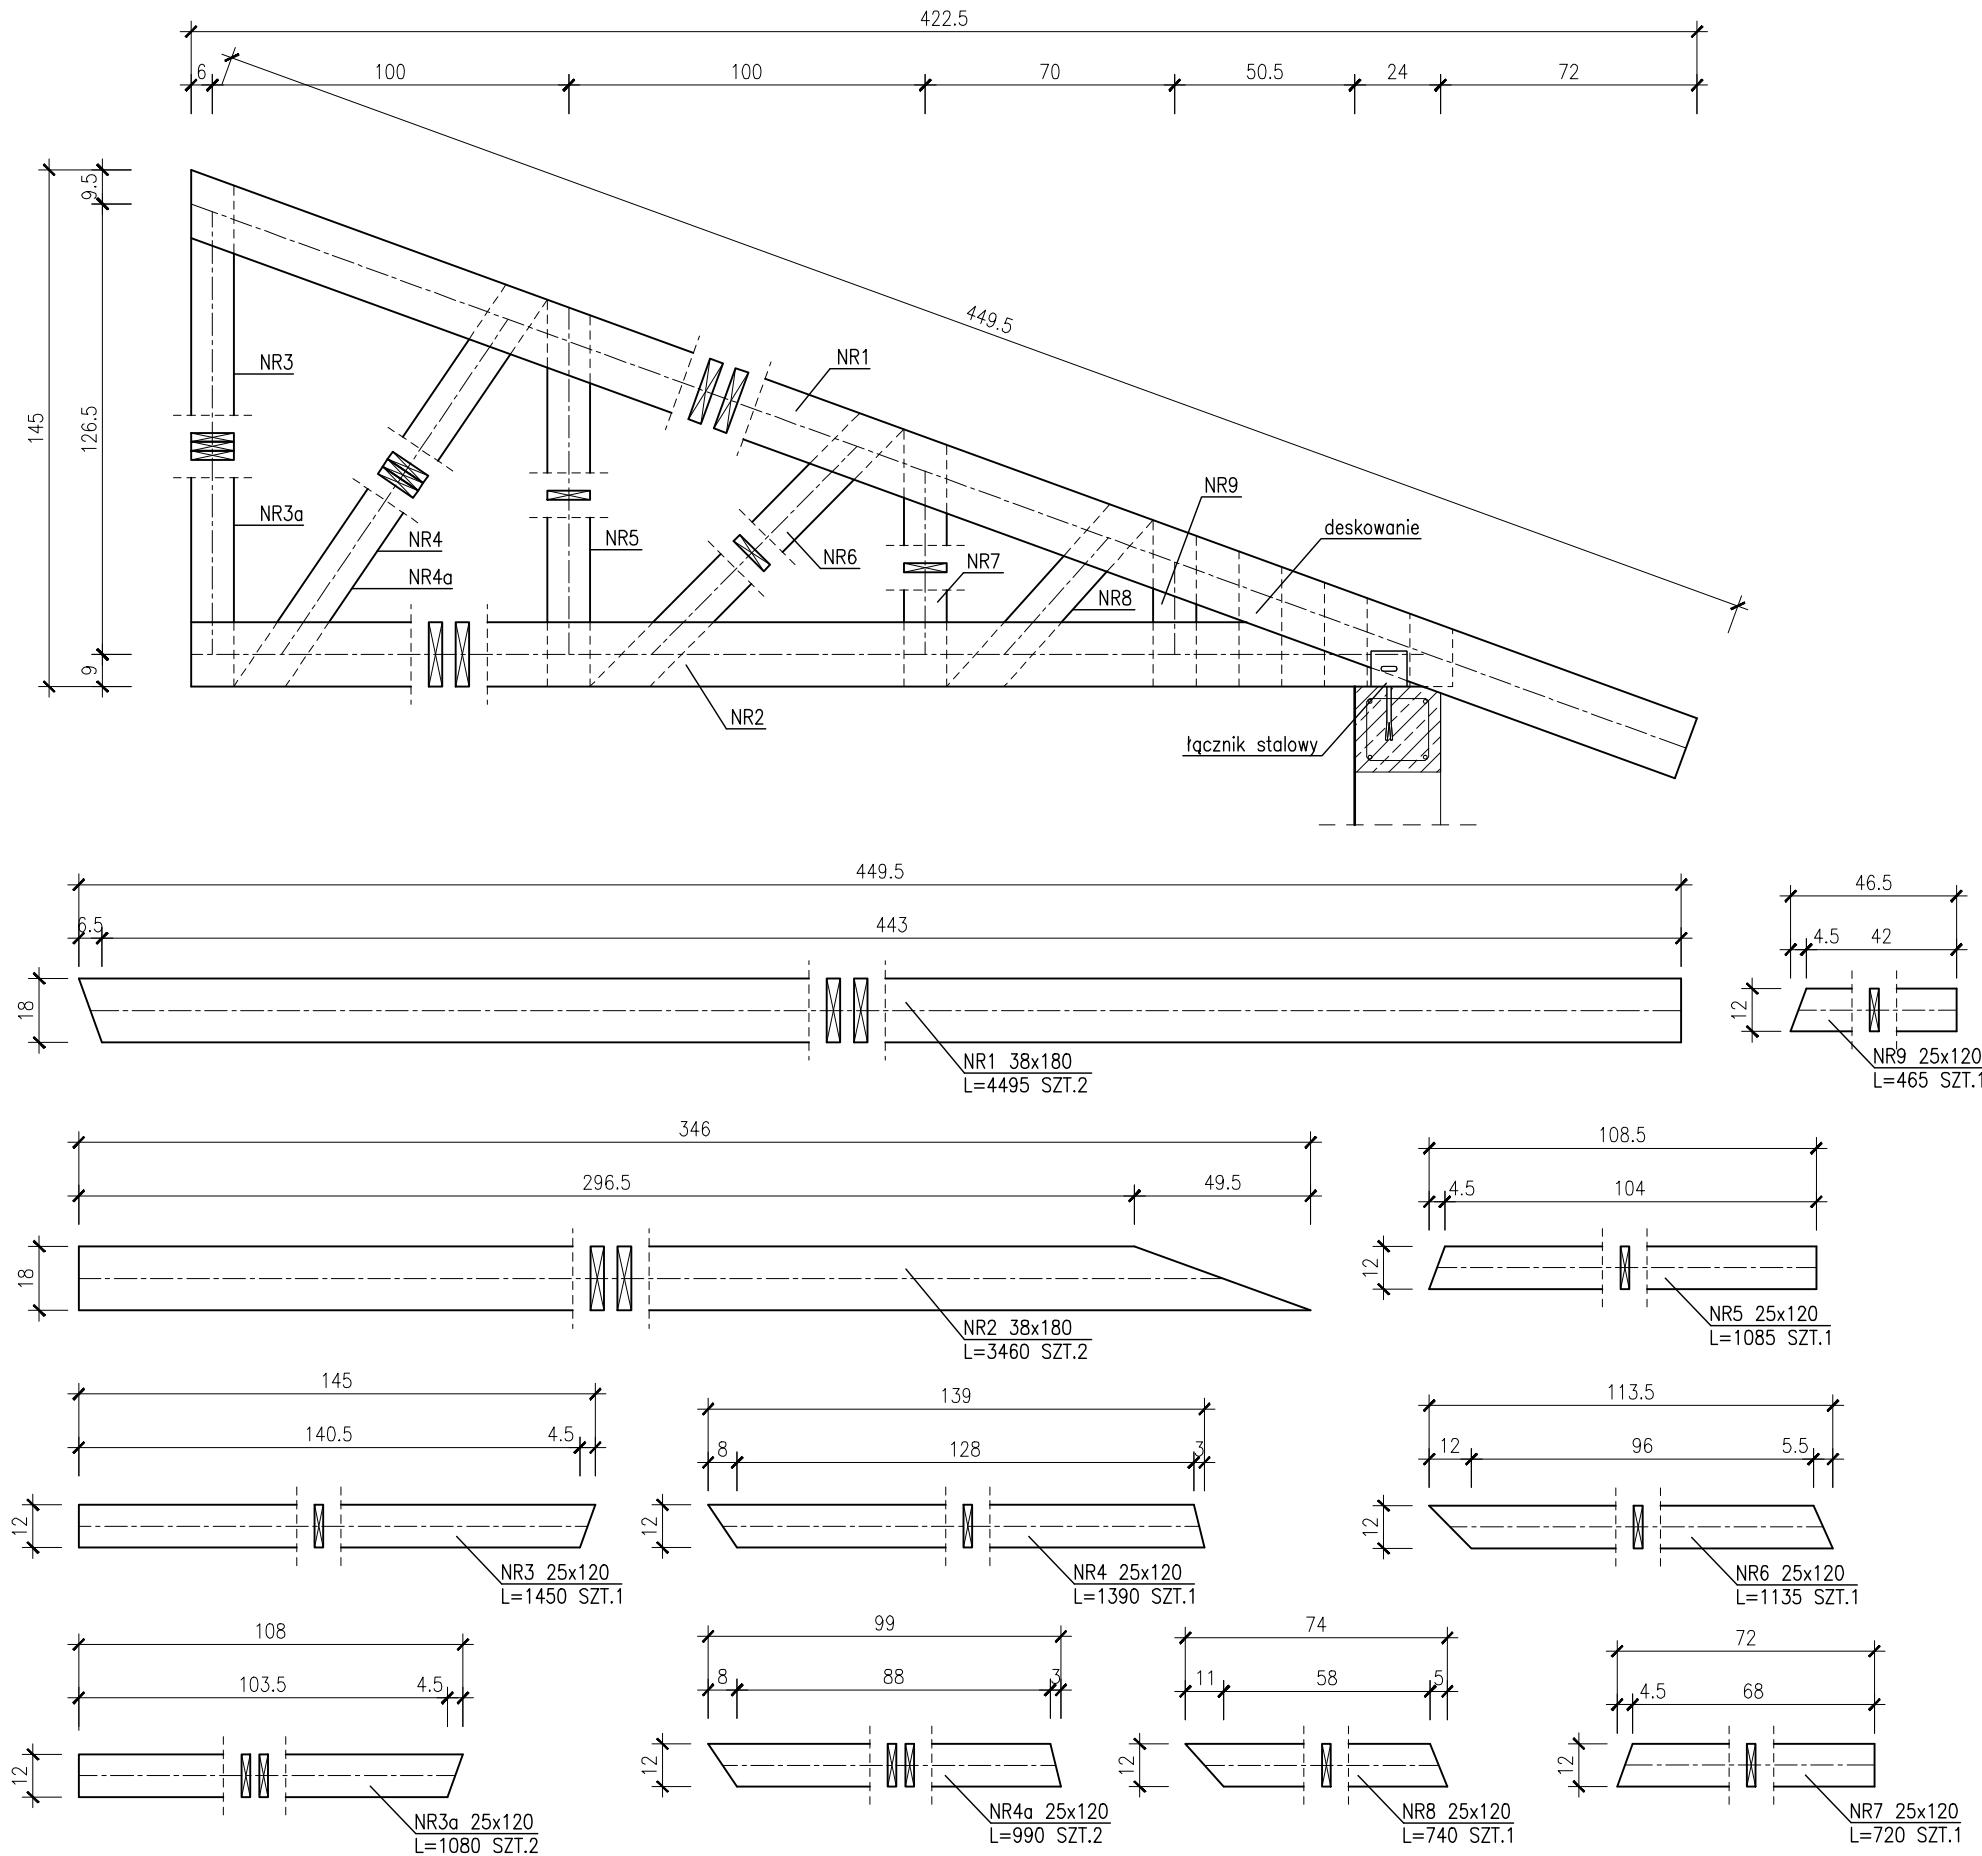 422.5
6 100 100 70 50.5 24 72
9.5
145
126.5
9
449.5
NR1
NR3
NR9
deskowanie
NR3a
NR4
NR5
NR6
NR7
NR4a
NR8
NR2
łącznik stalowy
449.5
6.5 443
18
NR1 38x180
L=4495 SZT.2
46.5
4.5 42
12
NR9 25x120
L=465 SZT.1
346
296.5 49.5
18
NR2 38x180
L=3460 SZT.2
108.5
4.5 104
12
NR5 25x120
L=1085 SZT.1
145
140.5 4.5
12
NR3 25x120
L=1450 SZT.1
139
8 128 3
12
NR4 25x120
L=1390 SZT.1
113.5
12 96 5.5
12
NR6 25x120
L=1135 SZT.1
108
103.5 4.5
12
NR3a 25x120
L=1080 SZT.2
99
8 88 3
12
NR4a 25x120
L=990 SZT.2
74
11 58 5
12
NR8 25x120
L=740 SZT.1
72
4.5 68
12
NR7 25x120
L=720 SZT.1